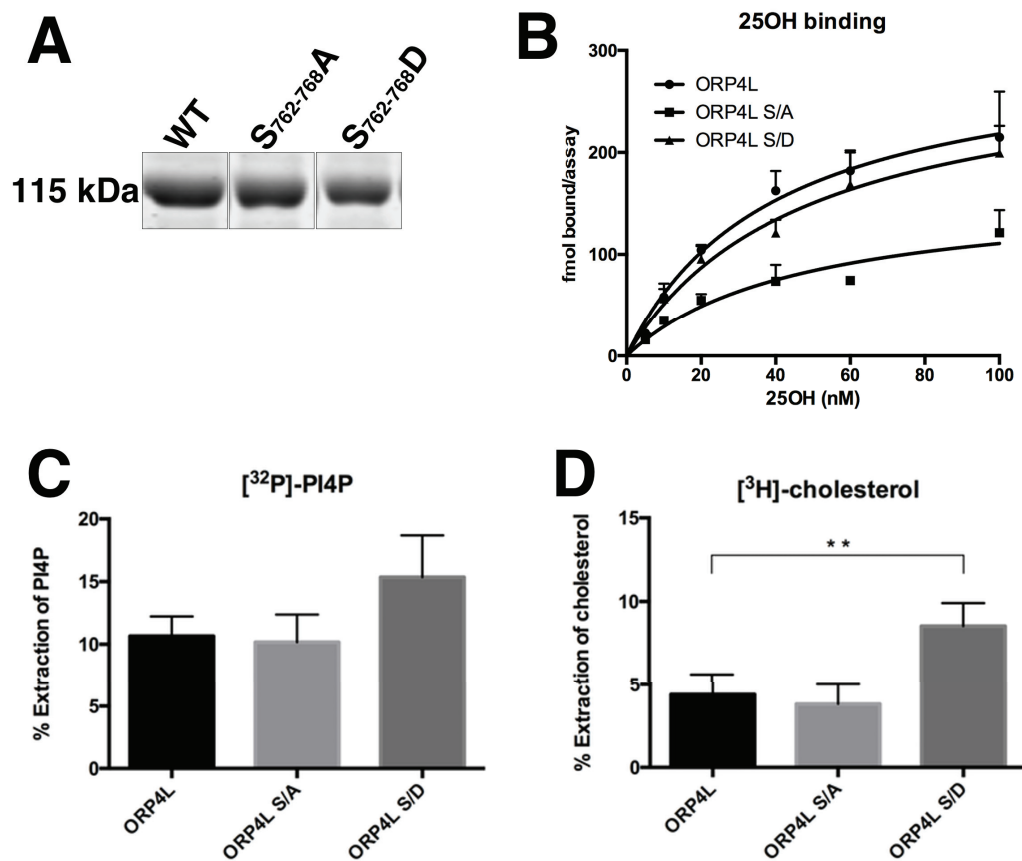 A
WT
S762-768A
S762-768D
115 kDa
B
25OH binding
fmol bound/assay
300
200
100
0
ORP4L
ORP4L S/A
ORP4L S/D
0 20 40 60 80 100
25OH (nM)
C
[32P]-PI4P
% Extraction of PI4P
20
15
10
5
0
ORP4L
ORP4L S/A
ORP4L S/D
D
[3H]-cholesterol
% Extraction of cholesterol
15
10
5
0
**
ORP4L
ORP4L S/A
ORP4L S/D